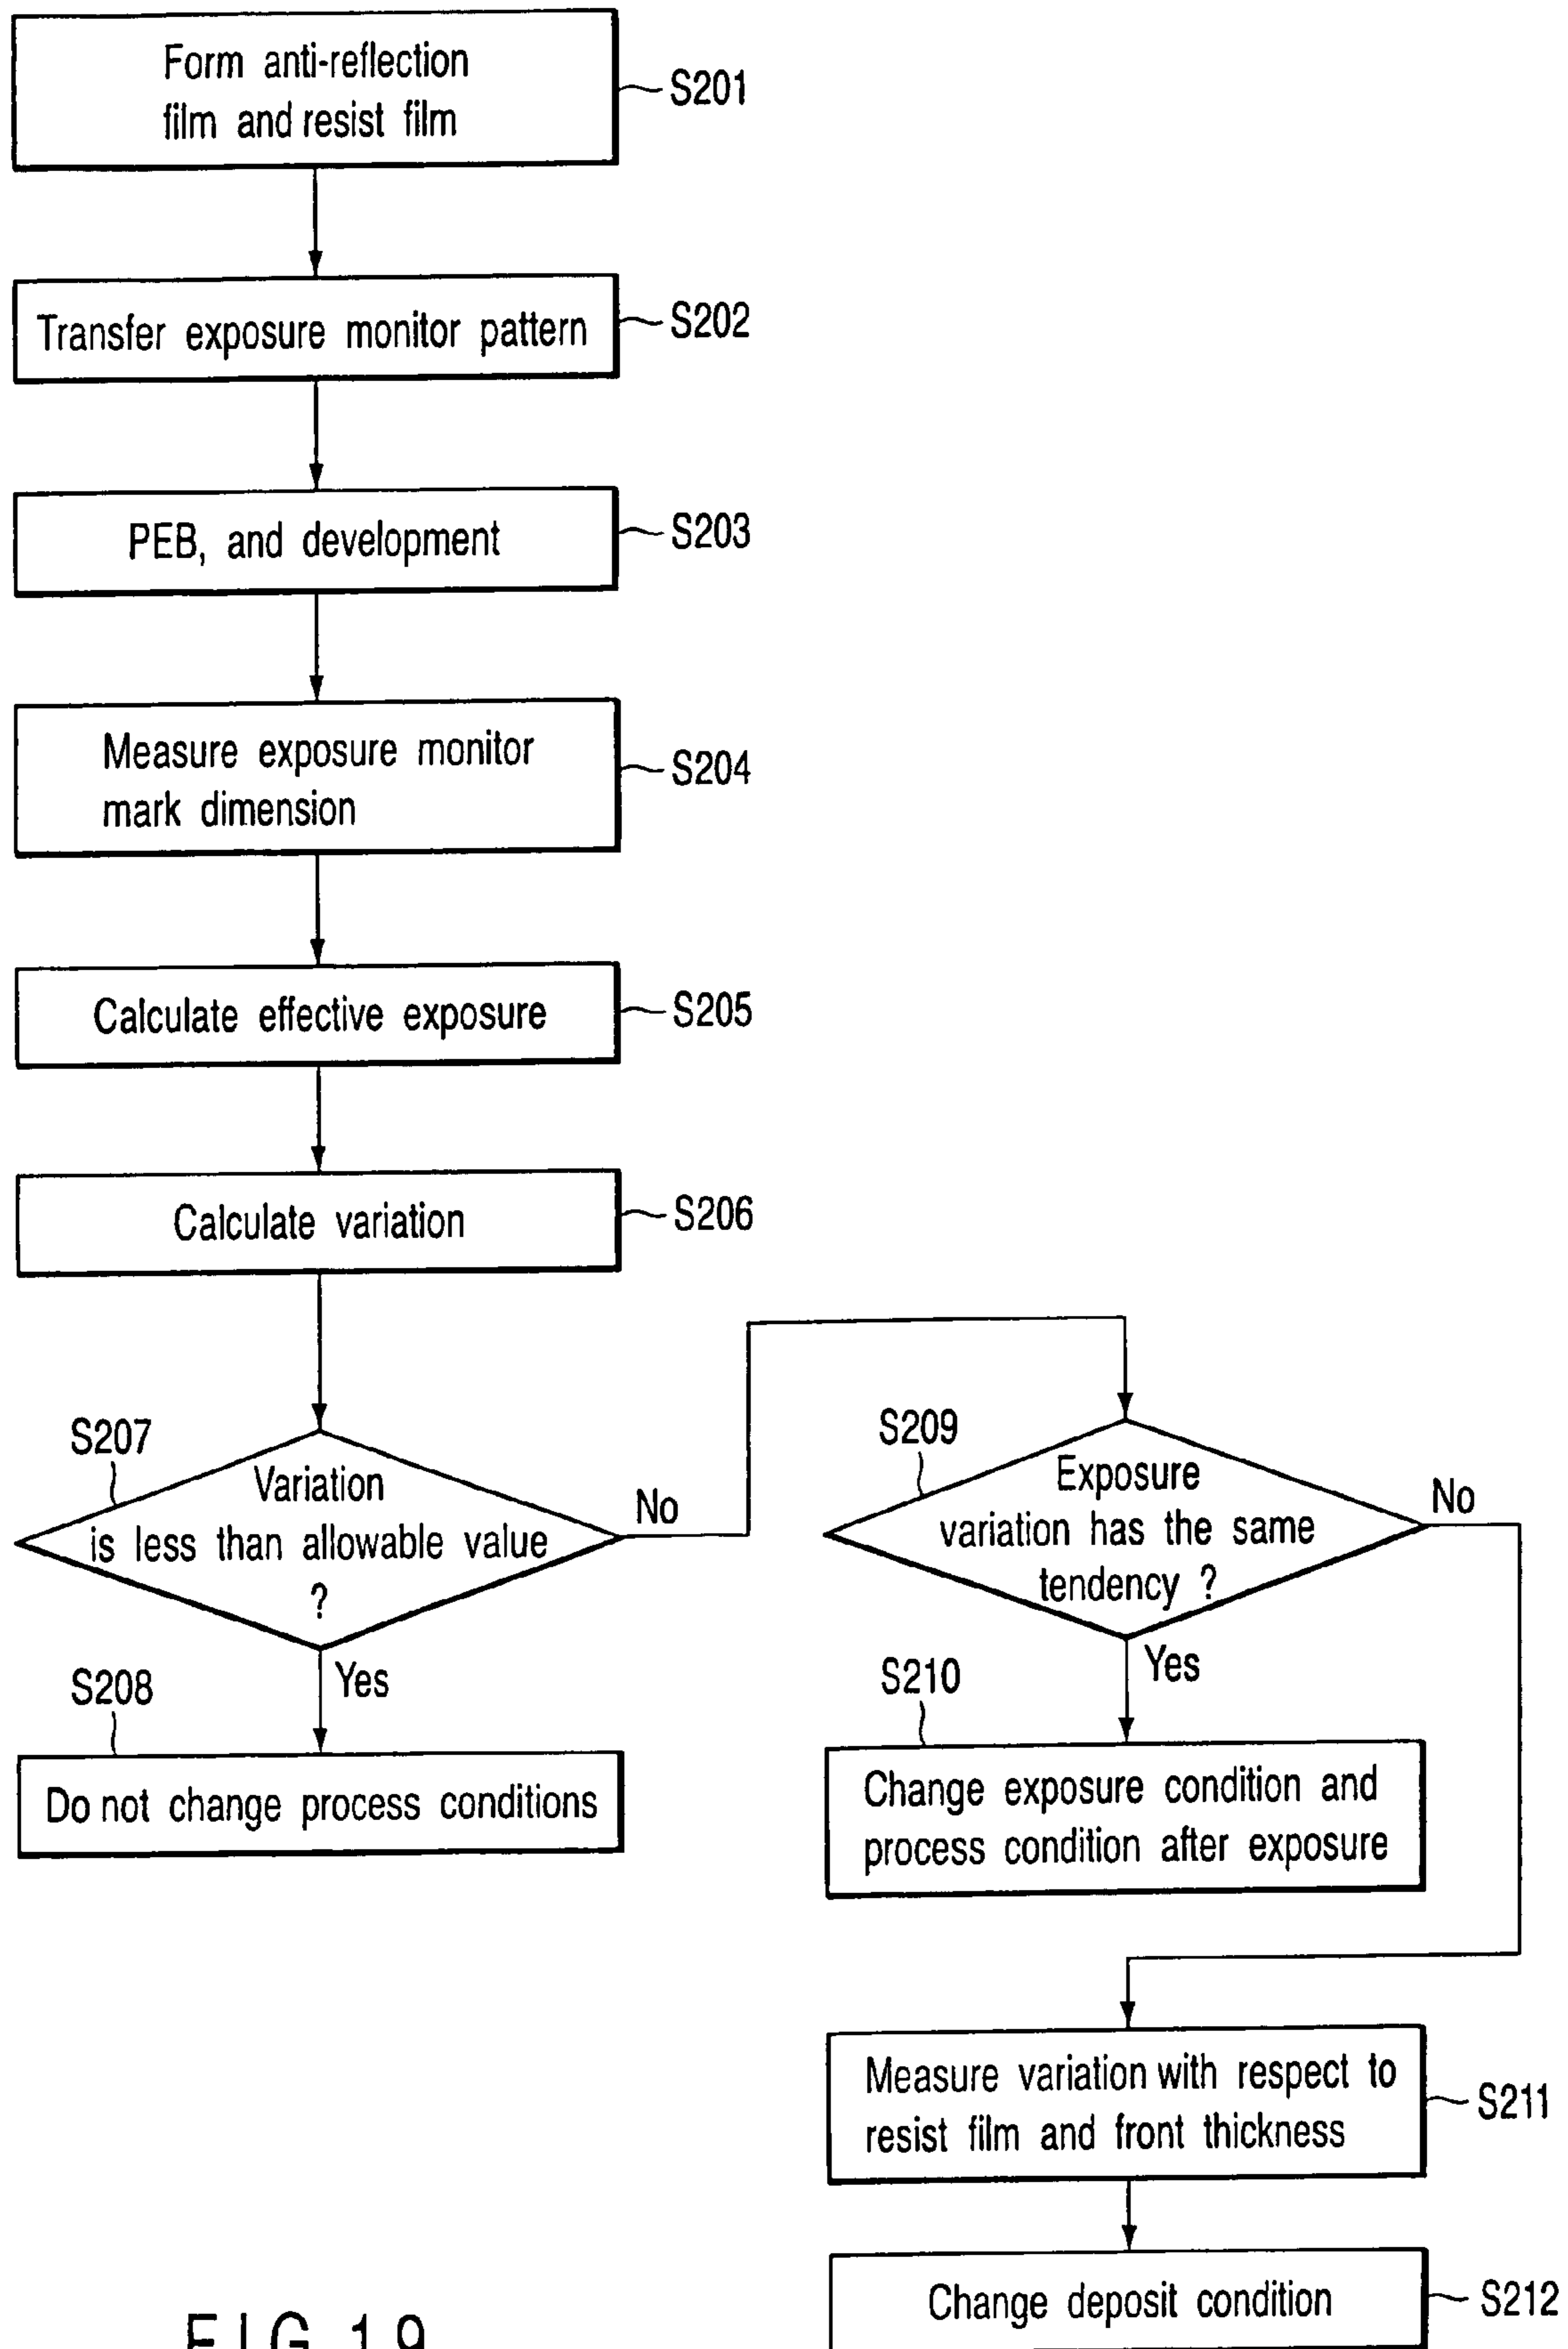 Form anti-reflection
film and resist film
S201
Transfer exposure monitor pattern
S202
PEB, and development
S203
Measure exposure monitor
mark dimension
S204
Calculate effective exposure
S205
Calculate variation
S206
S207
Variation
is less than allowable value
?
No
Yes
S208
Do not change process conditions
S209
Exposure
variation has the same
tendency ?
No
Yes
S210
Change exposure condition and
process condition after exposure
Measure variation with respect to
resist film and front thickness
S211
Change deposit condition
S212
FIG.19